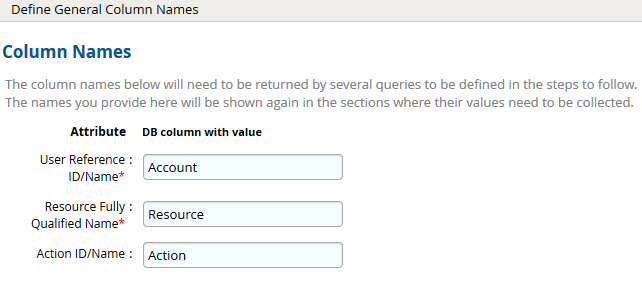 Define General Column Names
Column Names
The column names below will need to be returned by several queries to be defined in the steps to follow.
The names you provide here will be shown again in the sections where their values need to be collected.
Attribute DB column with value
User Reference :
ID/Name*
Account
Resource Fully :
Qualified Name*
Resource
Action ID/Name : Action